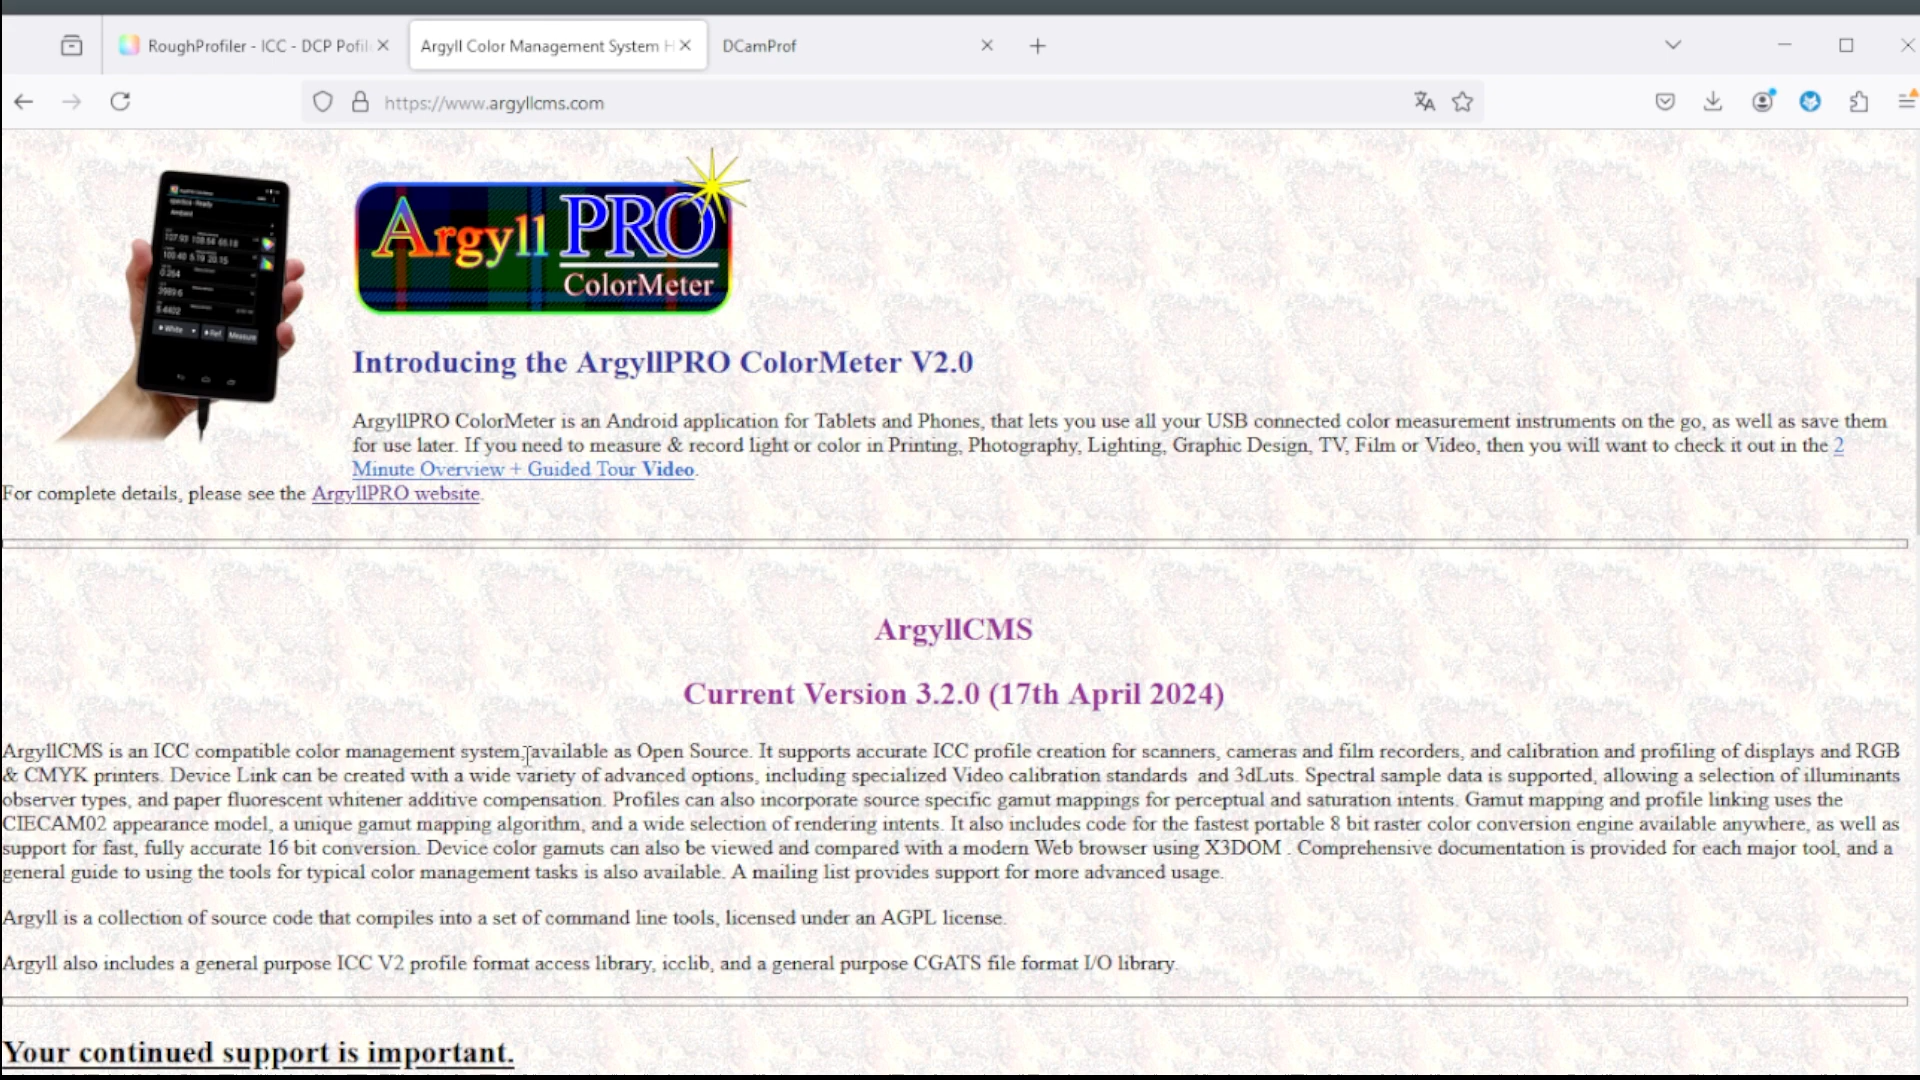 RoughProfiler - ICC - DCP Pofil
Argyll Color Management System H
DCamProf
https://www.argyllcms.com
Argyll PRO
ColorMeter
Introducing the ArgyllPRO ColorMeter V2.0
ArgyllPRO ColorMeter is an Android application for Tablets and Phones, that lets you use all your USB connected color measurement instruments on the go, as well as save them
for use later. If you need to measure & record light or color in Printing, Photography, Lighting, Graphic Design, TV, Film or Video, then you will want to check it out in the 2
Minute Overview + Guided Tour Video.
For complete details, please see the ArgyllPRO website.
ArgyllCMS
Current Version 3.2.0 (17th April 2024)
ArgyllCMS is an ICC compatible color management system, available as Open Source. It supports accurate ICC profile creation for scanners, cameras and film recorders, and calibration and profiling of displays and RGB
& CMYK printers. Device Link can be created with a wide variety of advanced options, including specialized Video calibration standards and 3dLuts. Spectral sample data is supported, allowing a selection of illuminants
observer types, and paper fluorescent whitener additive compensation. Profiles can also incorporate source specific gamut mappings for perceptual and saturation intents. Gamut mapping and profile linking uses the
CIECAM02 appearance model, a unique gamut mapping algorithm, and a wide selection of rendering intents. It also includes code for the fastest portable 8 bit raster color conversion engine available anywhere, as well as
support for fast, fully accurate 16 bit conversion. Device color gamuts can also be viewed and compared with a modern Web browser using X3DOM . Comprehensive documentation is provided for each major tool, and a
general guide to using the tools for typical color management tasks is also available. A mailing list provides support for more advanced usage.
Argyll is a collection of source code that compiles into a set of command line tools, licensed under an AGPL license.
Argyll also includes a general purpose ICC V2 profile format access library, icclib, and a general purpose CGATS file format I/O library.
Your continued support is important.